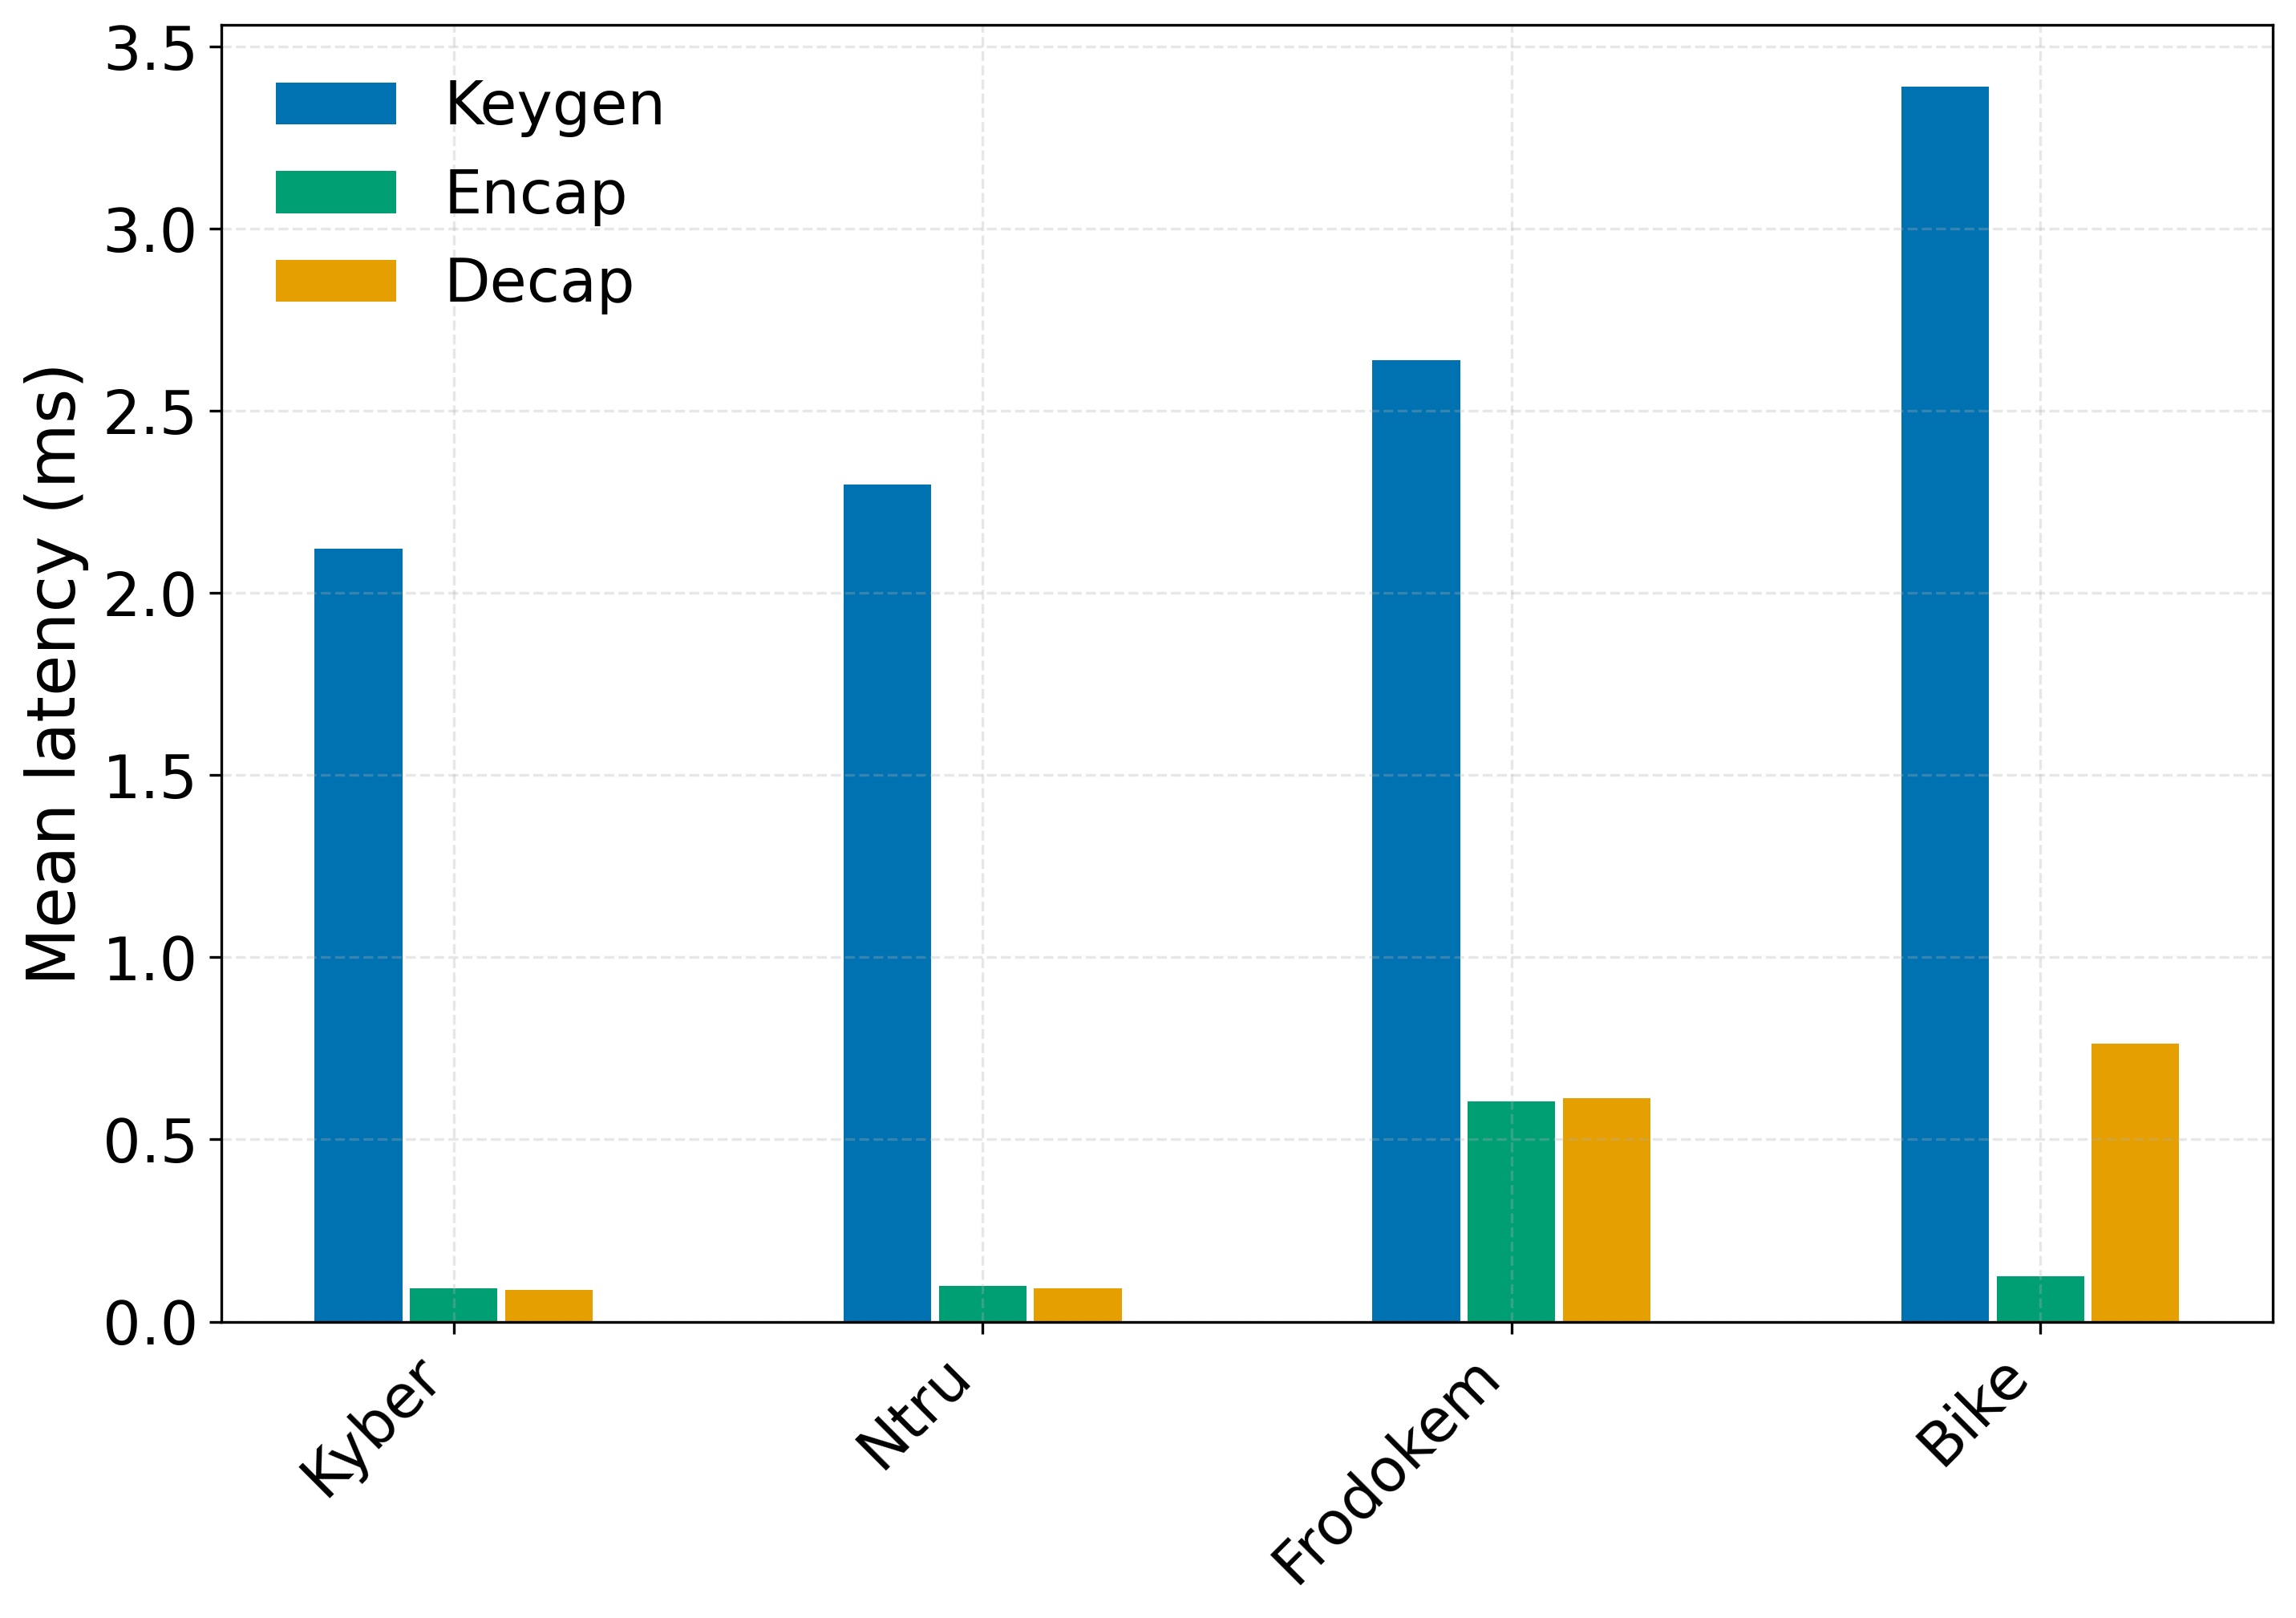 3.5
3.0
2.5
2.0
1.5
1.0
0.5
0.0
Mean latency (ms)
Keygen
Encap
Decap
Kyber
Ntru
Frodokem
Bike